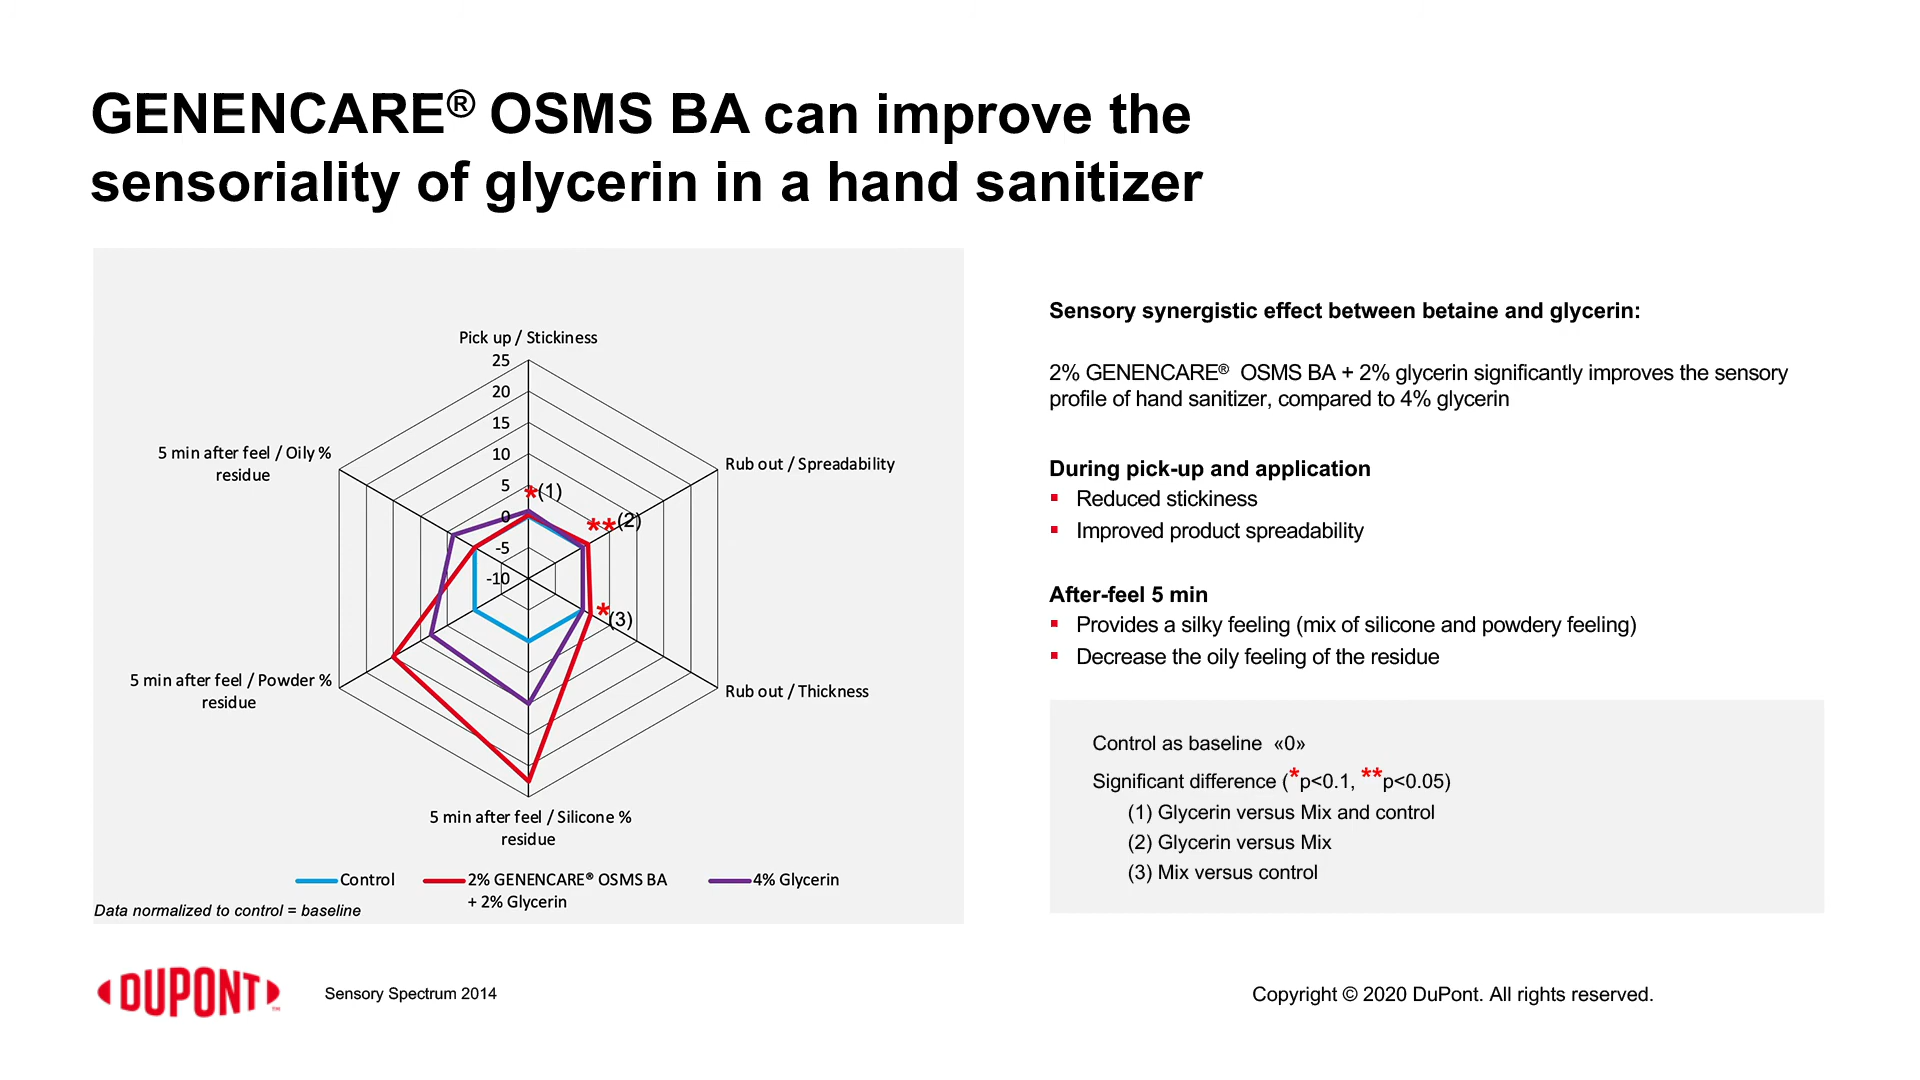 GENENCARE® OSMS BA can improve the
sensoriality of glycerin in a hand sanitizer
Pick up / Stickiness
25
20
15
10
5
0
-5
-10
*(1)
**(2)
*(3)
5 min after feel / Oily %
residue
Rub out / Spreadability
5 min after feel / Powder %
residue
Rub out / Thickness
5 min after feel / Silicone %
residue
Control
2% GENENCARE® OSMS BA
+ 2% Glycerin
4% Glycerin
Data normalized to control = baseline
Sensory synergistic effect between betaine and glycerin:
2% GENENCARE® OSMS BA + 2% glycerin significantly improves the sensory
profile of hand sanitizer, compared to 4% glycerin
During pick-up and application
▪ Reduced stickiness
▪ Improved product spreadability
After-feel 5 min
▪ Provides a silky feeling (mix of silicone and powdery feeling)
▪ Decrease the oily feeling of the residue
Control as baseline «0»
Significant difference (*p<0.1, **p<0.05)
(1) Glycerin versus Mix and control
(2) Glycerin versus Mix
(3) Mix versus control
DUPONT™
Sensory Spectrum 2014
Copyright © 2020 DuPont. All rights reserved.